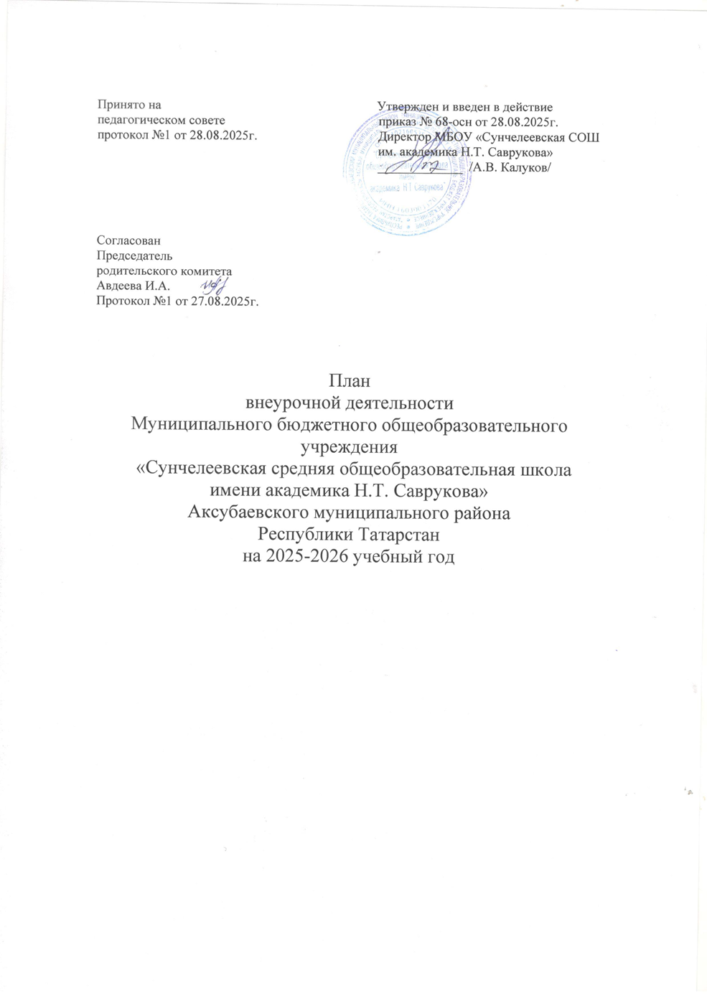 Принято на
педагогическом совете
протокол №1 от 28.08.2025г.
Утвержден и введен в действие
приказ № 68-осн от 28.08.2025г.
Директор МБОУ «Сунчелеевская СОШ
им. академика Н.Т. Саврукова»
/А.В. Калуков/
академика Н.Т. Саврукова
Согласован
Председатель
родительского комитета
Авдеева И.А.
Протокол №1 от 27.08.2025г.
План
внеурочной деятельности
Муниципального бюджетного общеобразовательного
учреждения
«Сунчелеевская средняя общеобразовательная школа
имени академика Н.Т. Саврукова»
Аксубаевского муниципального района
Республики Татарстан
на 2025-2026 учебный год